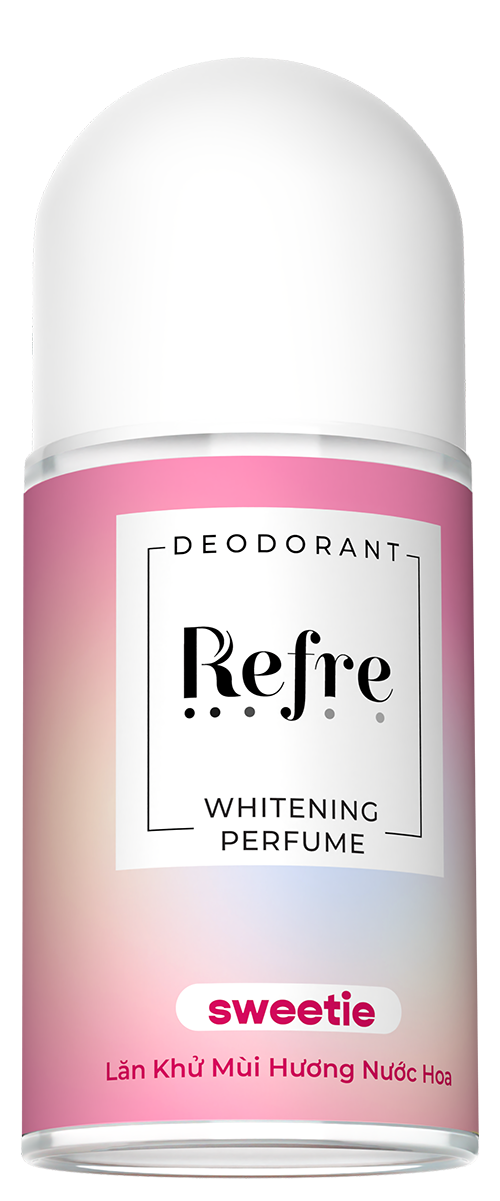 DEODORANT
Refre
WHITENING
PERFUME
sweetie
Lăn Khử Mùi Hương Nước Hoa